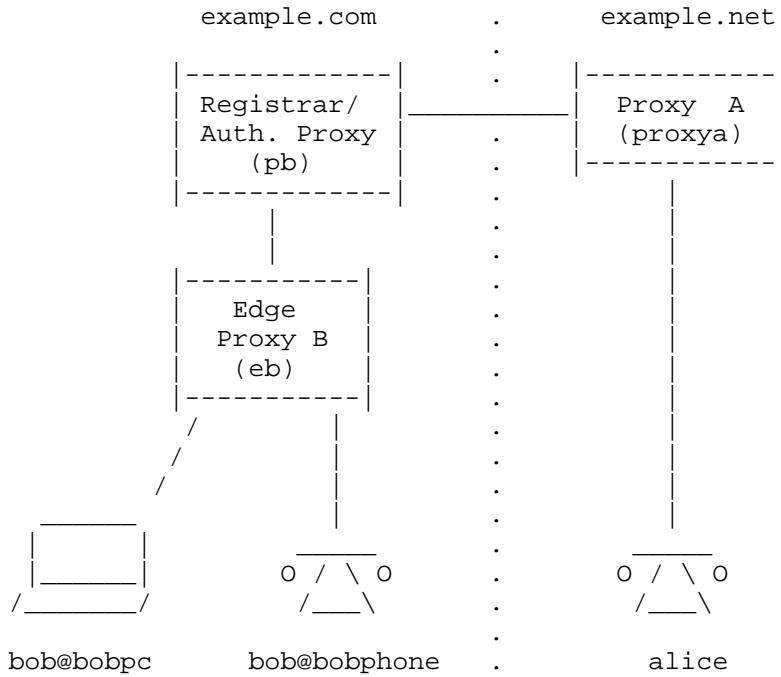 example.com example.net
Registrar/ Proxy A
Auth. Proxy (proxya)
(pb)
Edge
Proxy B
(eb)
bob@bobpc bob@bobphone alice